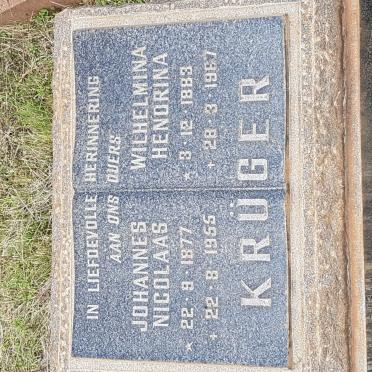 IN LIEFDEVOLLE HERINNERING
AAN ONS OUERS
JOHANNES
NICOLAAS
* 22 · 9 · 1877
+ 22 · 8 · 1955
WILHELMINA
HENDRINA
* 3 · 12 · 1883
+ 28 · 3 · 1967
KRÜGER